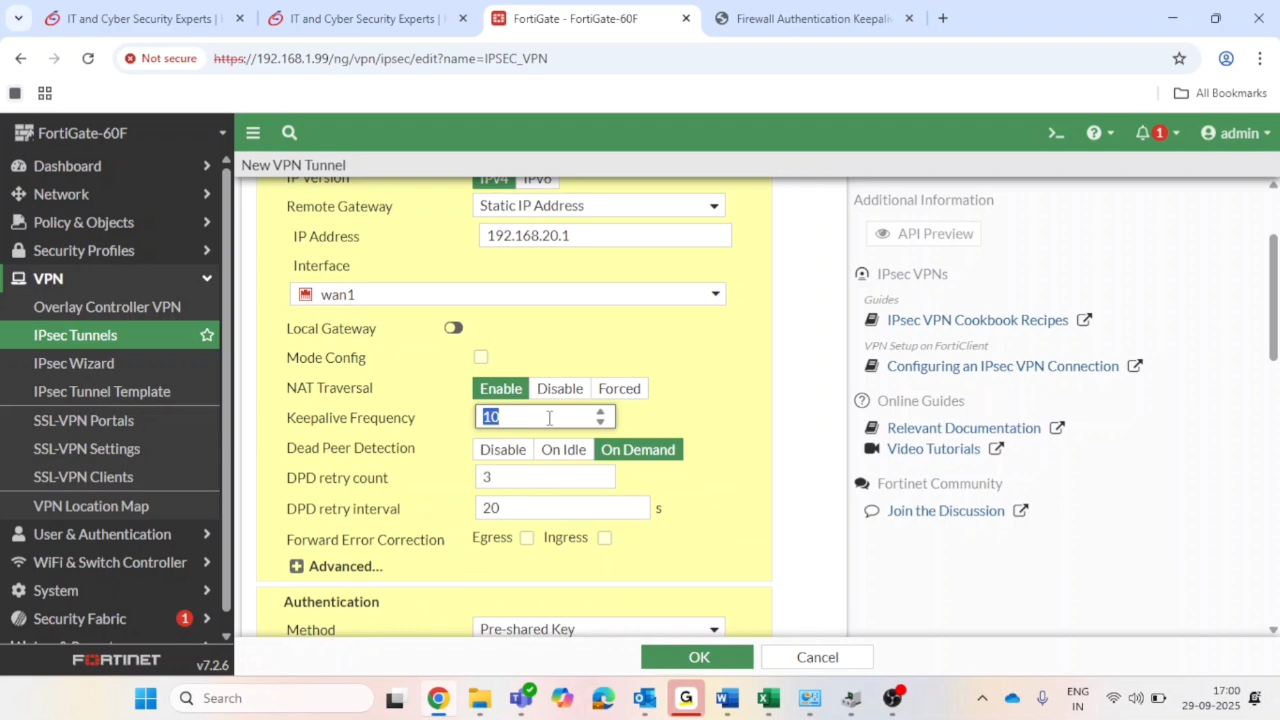 IT and Cyber Security Experts |
IT and Cyber Security Experts |
FortiGate - FortiGate-60F
Firewall Authentication Keepali
Not secure
https://192.168.1.99/ng/vpn/ipsec/edit?name=IPSEC_VPN
All Bookmarks
FortiGate-60F
1
admin
Dashboard
Network
Policy & Objects
Security Profiles
VPN
Overlay Controller VPN
IPsec Tunnels
IPsec Wizard
IPsec Tunnel Template
SSL-VPN Portals
SSL-VPN Settings
SSL-VPN Clients
VPN Location Map
User & Authentication
WiFi & Switch Controller
System
Security Fabric 1
FORTINET v7.2.6
New VPN Tunnel
IP Version IPv4 IPv6
Remote Gateway Static IP Address
IP Address 192.168.20.1
Interface
wan1
Local Gateway
Mode Config
NAT Traversal Enable Disable Forced
Keepalive Frequency 10
Dead Peer Detection Disable On Idle On Demand
DPD retry count 3
DPD retry interval 20 s
Forward Error Correction Egress Ingress
Advanced...
Authentication
Method Pre-shared Key
OK Cancel
Additional Information
API Preview
IPsec VPNs
Guides
IPsec VPN Cookbook Recipes
VPN Setup on FortiClient
Configuring an IPsec VPN Connection
Online Guides
Relevant Documentation
Video Tutorials
Fortinet Community
Join the Discussion
Search
ENG
IN
17:00
29-09-2025